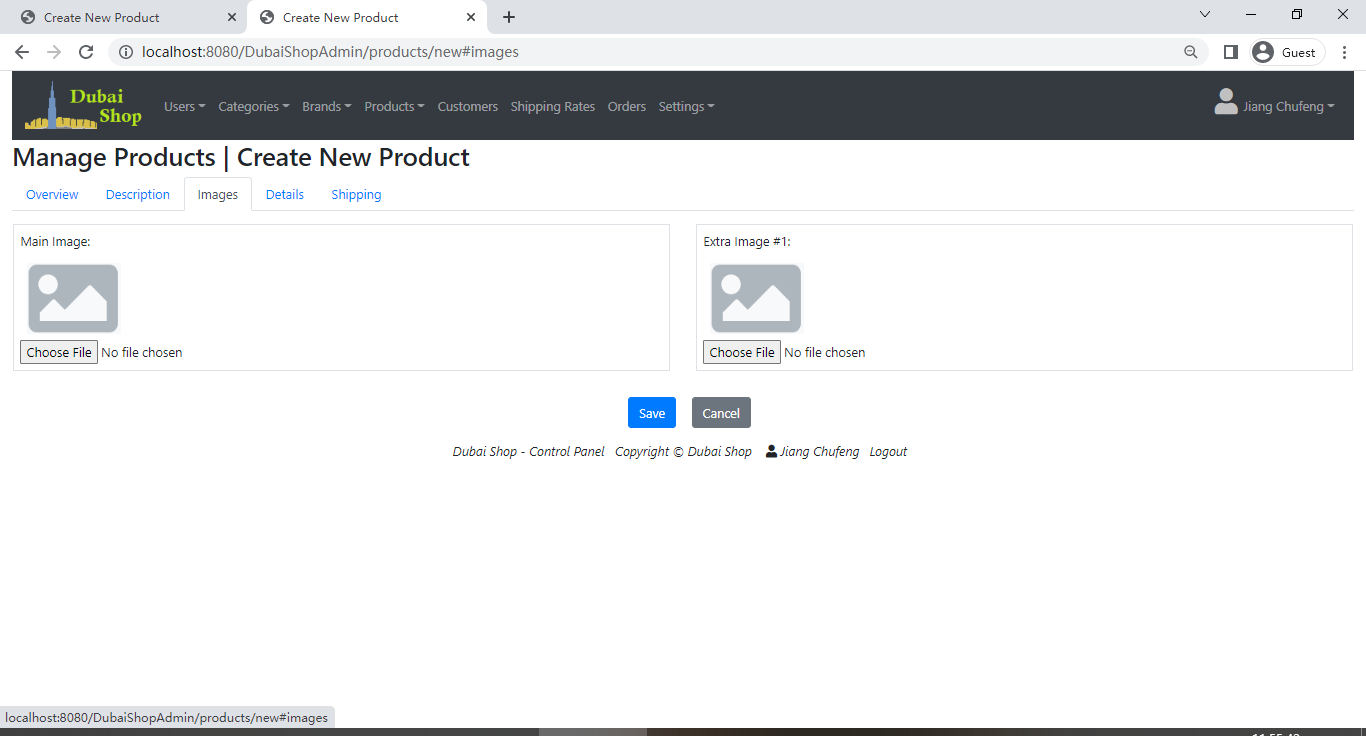 Create New Product
Create New Product
localhost:8080/DubaiShopAdmin/products/new#images
Guest
Dubai Shop
Users Categories Brands Products Customers Shipping Rates Orders Settings Jiang Chufeng
Manage Products | Create New Product
Overview Description Images Details Shipping
Main Image:
Choose File No file chosen
Extra Image #1:
Choose File No file chosen
Save Cancel
Dubai Shop - Control Panel Copyright © Dubai Shop Jiang Chufeng Logout
localhost:8080/DubaiShopAdmin/products/new#images